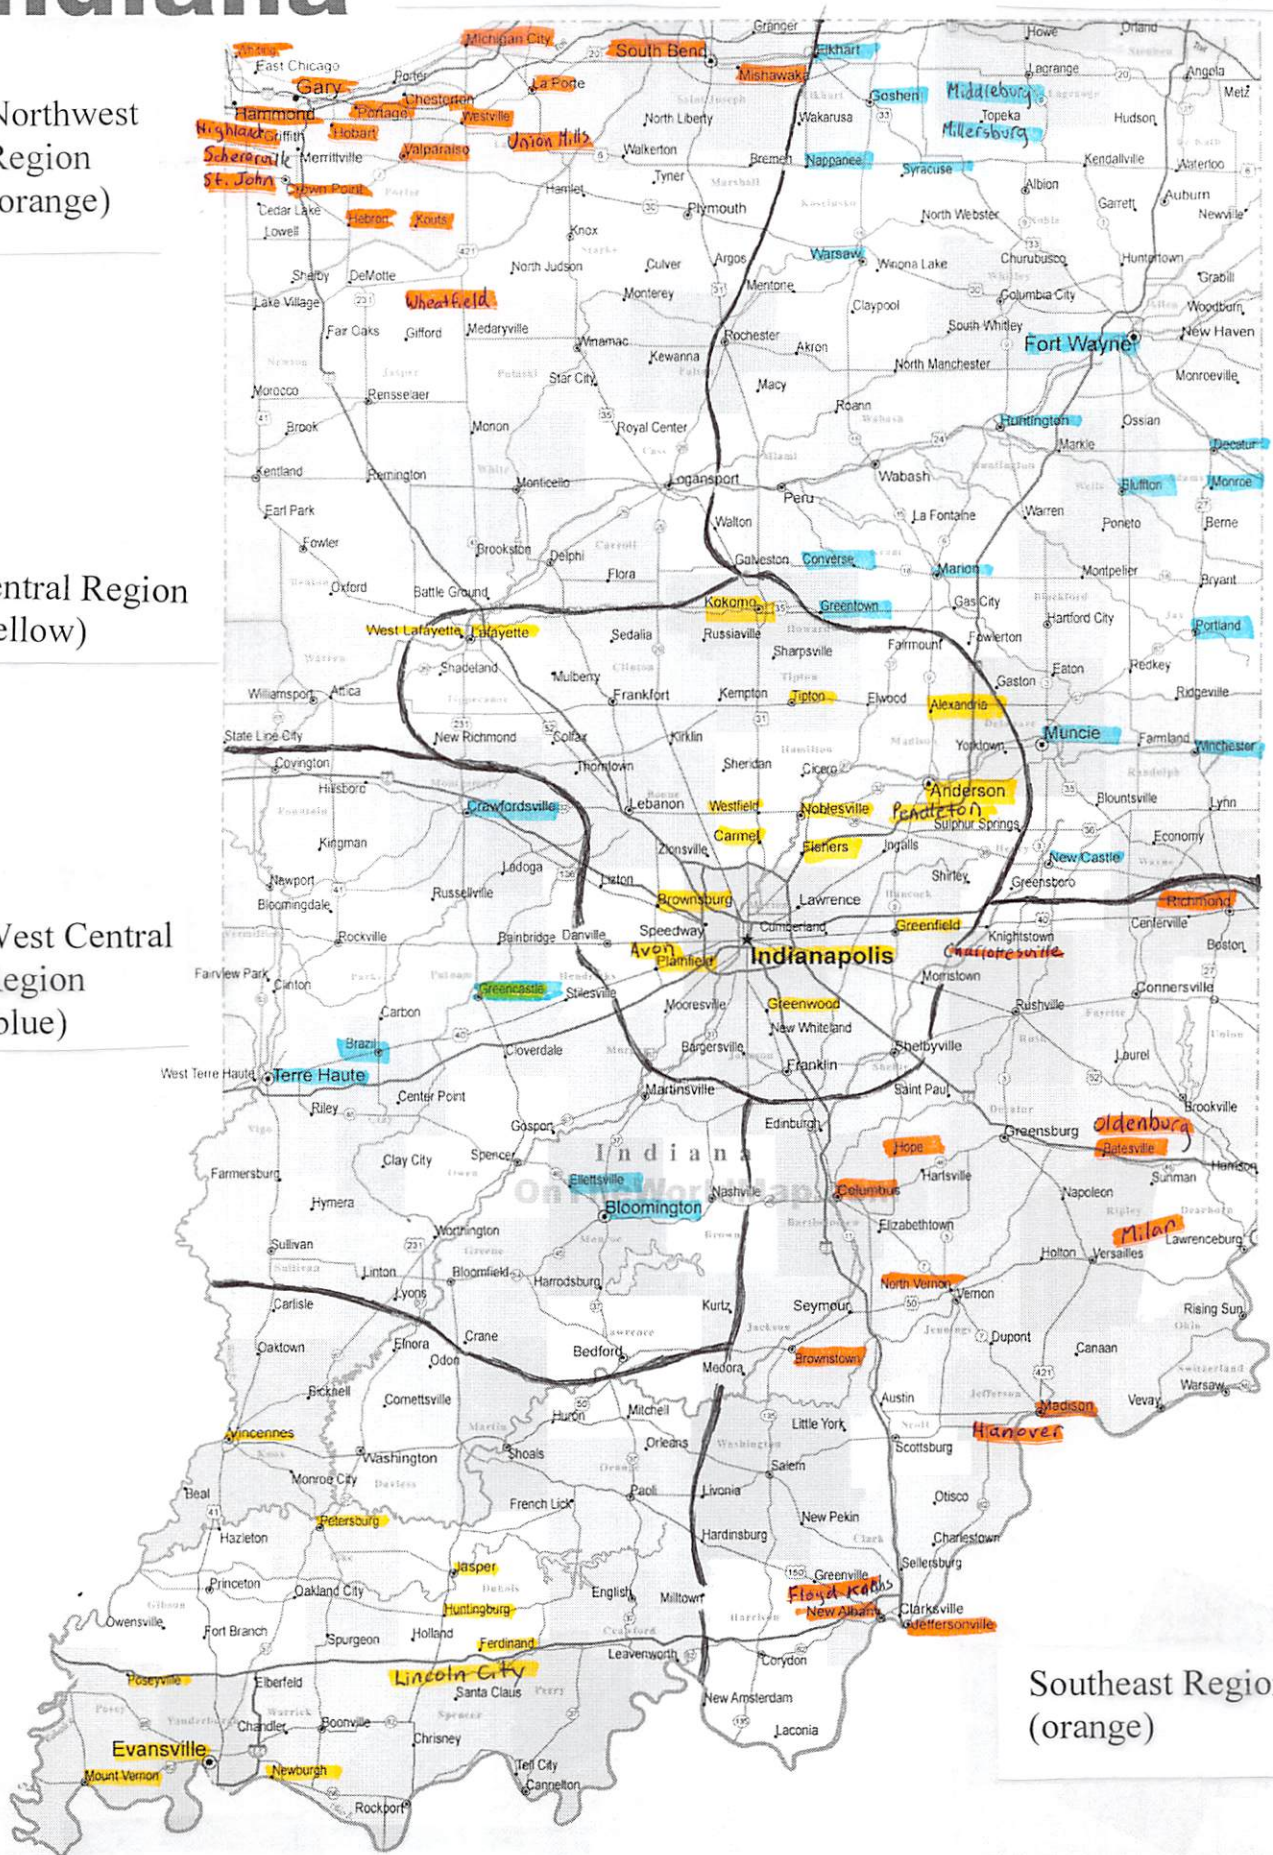 Indiana
Northwest
Region
(orange)
Central Region
(yellow)
West Central
Region
(blue)
Southeast Region
(orange)
Whiting
East Chicago
Gary
Hammond
Highland
Griffith
Schererville
Merrillville
St. John
Crown Point
Cedar Lake
Lowell
Porter
Chesterton
Portage
Hobart
Valparaiso
Hebron
Kouts
Michigan City
La Porte
Westville
Union Mills
South Bend
Mishawaka
Granger
Elkhart
Howe
Orland
Lagrange
Angola
Metz
Goshen
Middlebury
Topeka
Millersburg
Hudson
North Liberty
Wakarusa
Walkerton
Bremen
Nappanee
Syracuse
Kendallville
Waterloo
Tyner
Hamlet
Plymouth
Albion
Garrett
Auburn
Newville
North Webster
Knox
Warsaw
Winona Lake
Churubusco
Huntertown
Grabill
Shelby
DeMotte
North Judson
Culver
Argos
Mentone
Lake Village
Wheatfield
Monterey
Claypool
Columbia City
Woodburn
Fair Oaks
Gifford
Medaryville
Winamac
Rochester
Akron
South Whitley
Fort Wayne
New Haven
Kewanna
North Manchester
Star City
Macy
Monroeville
Morocco
Rensselaer
Roann
Brook
Monon
Royal Center
Huntington
Ossian
Markle
Decatur
Kentland
Remington
Monticello
Logansport
Peru
Wabash
Bluffton
Monroe
Earl Park
Walton
La Fontaine
Warren
Poneto
Berne
Fowler
Brookston
Delphi
Galveston
Converse
Marion
Montpelier
Bryant
Oxford
Battle Ground
Flora
Kokomo
Greentown
Gas City
Hartford City
Portland
West Lafayette
Lafayette
Sedalia
Russiaville
Sharpsville
Fairmount
Fowlerton
Shadeland
Mulberry
Gaston
Eaton
Redkey
Williamsport
Attica
Frankfort
Kempton
Tipton
Elwood
Alexandria
Ridgeville
State Line City
New Richmond
Colfax
Kirklin
Yorktown
Muncie
Farmland
Winchester
Covington
Thorntown
Sheridan
Cicero
Hillsboro
Crawfordsville
Lebanon
Westfield
Noblesville
Anderson
Pendleton
Blountsville
Lynn
Sulphur Springs
Kingman
Carmel
Zionsville
Fishers
Ingalls
Economy
New Castle
Newport
Ladoga
Lizton
Shirley
Greensboro
Bloomingdale
Russellville
Brownsburg
Lawrence
Richmond
Rockville
Bainbridge
Danville
Speedway
Cumberland
Greenfield
Knightstown
Centerville
Avon
Plainfield
Indianapolis
Charlottesville
Boston
Fairview Park
Clinton
Greencastle
Stilesville
Morristown
Mooresville
Greenwood
Rushville
Connersville
Carbon
New Whiteland
Brazil
Cloverdale
Bargersville
Franklin
Shelbyville
Laurel
West Terre Haute
Terre Haute
Center Point
Martinsville
Saint Paul
Riley
Edinburgh
Greensburg
Brookville
Oldenburg
Batesville
Gosport
Indiana
Hope
Harrison
Clay City
Spencer
Farmersburg
Ellettsville
OnTheWorldMap
Hartsville
Sunman
Hymera
Bloomington
Nashville
Columbus
Napoleon
Worthington
Elizabethtown
Milan
Lawrenceburg
Sullivan
Linton
Bloomfield
Harrodsburg
Holton
Versailles
North Vernon
Vernon
Carlisle
Lyons
Kurtz
Seymour
Rising Sun
Oaktown
Elnora
Crane
Bedford
Dupont
Canaan
Odon
Medora
Brownstown
Bicknell
Cornettsville
Warsaw
Vevay
Huron
Mitchell
Little York
Austin
Madison
Hanover
Vincennes
Washington
Shoals
Orleans
Scottsburg
Monroe City
Salem
Beal
French Lick
Paoli
Livonia
Otisco
Hazleton
Petersburg
Hardinsburg
New Pekin
Charlestown
Princeton
Oakland City
Jasper
English
Milltown
Greenville
Sellersburg
Floyd Knobs
New Albany
Clarksville
Jeffersonville
Owensville
Fort Branch
Huntingburg
Spurgeon
Holland
Ferdinand
Leavenworth
Corydon
Poseyville
Elberfeld
Lincoln City
Santa Claus
New Amsterdam
Chandler
Boonville
Chrisney
Laconia
Evansville
Mount Vernon
Newburgh
Tell City
Cannelton
Rockport